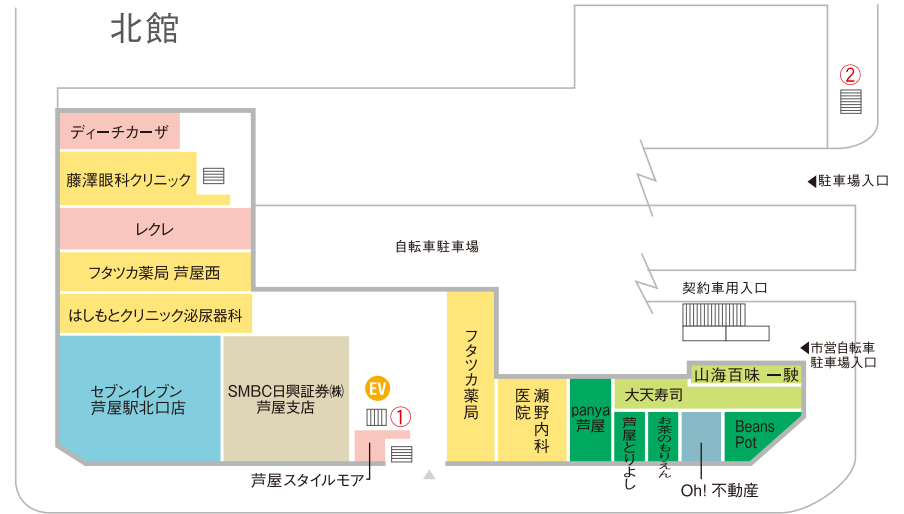 北館
②
ディーチカーザ
藤澤眼科クリニック
駐車場入口
レクレ
自転車駐車場
フタツカ薬局 芦屋西
契約車用入口
はしもとクリニック泌尿器科
市営自転車
駐車場入口
フタツカ薬局
山海百味 一駛
セブンイレブン
芦屋駅北口店
SMBC日興証券㈱
芦屋支店
EV
①
瀬野内科
医院
panya
芦屋
大天寿司
芦屋とりよし
お茶のもりえん
Beans
Pot
芦屋スタイルモア
Oh! 不動産